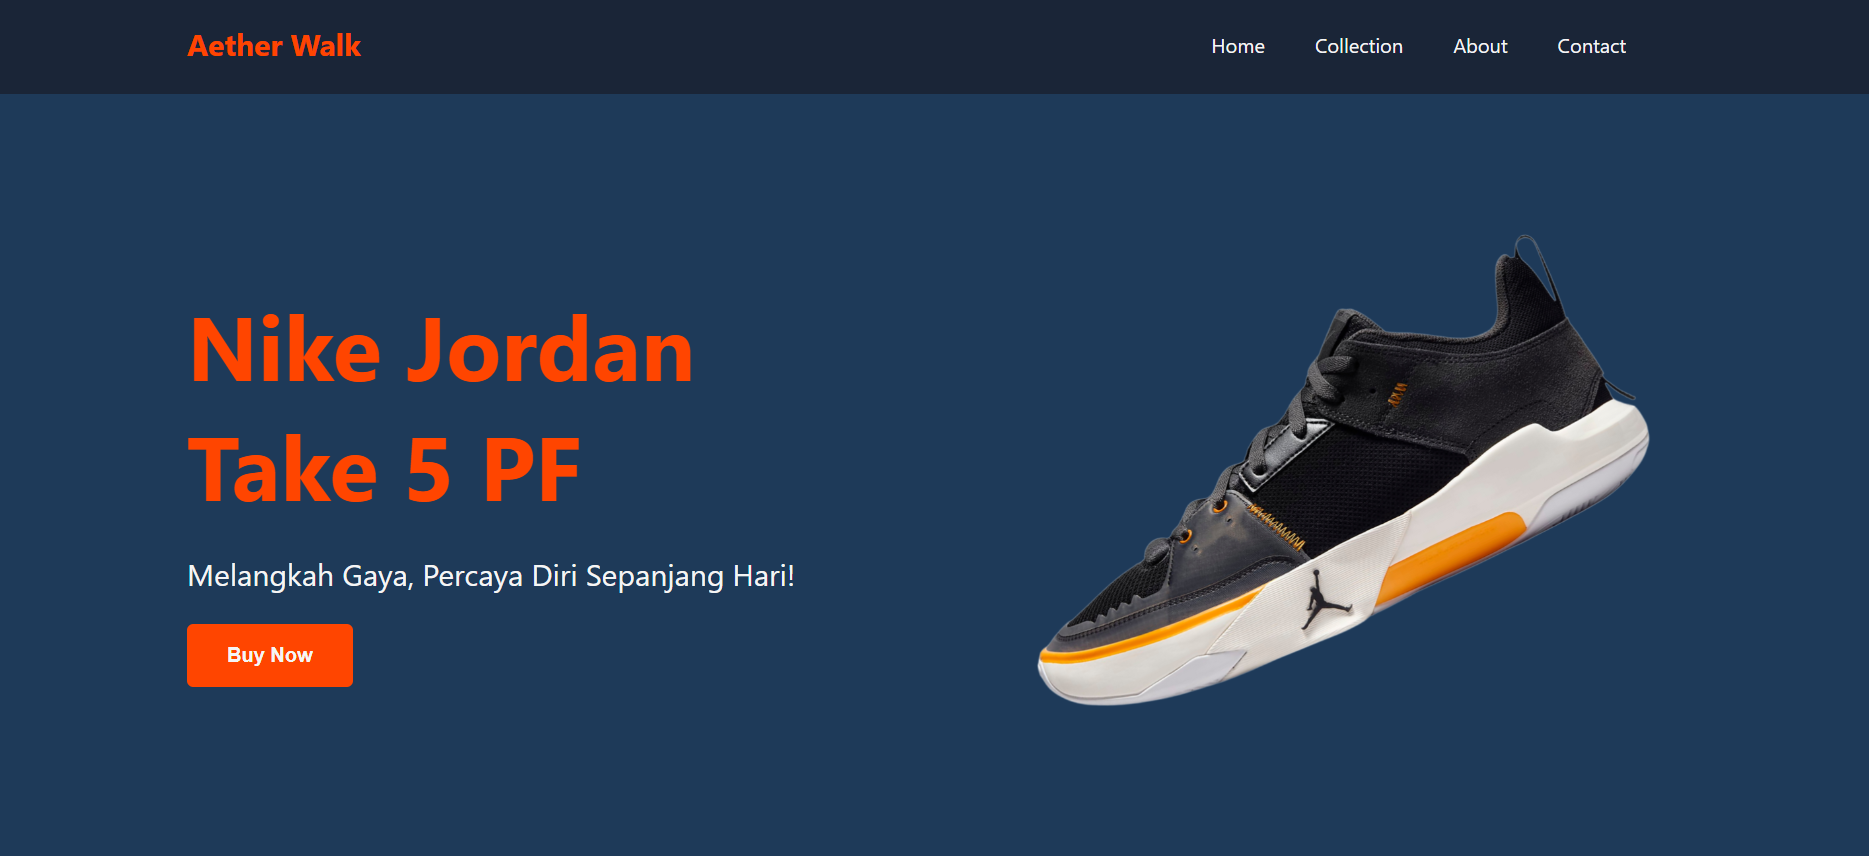 Aether Walk
Home Collection About Contact
Nike Jordan
Take 5 PF
Melangkah Gaya, Percaya Diri Sepanjang Hari!
Buy Now